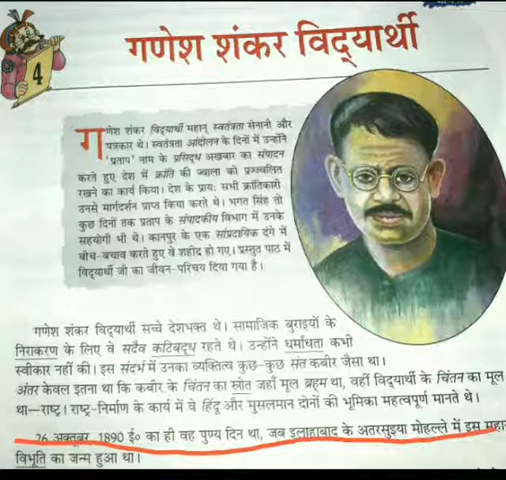 गणेश शंकर विद्यार्थी
4
गणेश शंकर विद्यार्थी महान् स्वतंत्रता सेनानी और
पत्रकार थे। स्वतंत्रता आंदोलन के दिनों में उन्होंने
'प्रताप' नाम के प्रसिद्ध अखबार का संपादन
करते हुए देश में क्रांति की ज्वाला को प्रज्ज्वलित
रखने का कार्य किया। देश के प्राय: सभी क्रांतिकारी
उनसे मार्गदर्शन प्राप्त किया करते थे। भगत सिंह तो
कुछ दिनों तक प्रताप के संपादकीय विभाग में उनके
सहयोगी भी थे। कानपुर के एक सांप्रदायिक दंगे में
बीच-बचाव करते हुए वे शहीद हो गए। प्रस्तुत पाठ में
विद्यार्थी जी का जीवन-परिचय दिया गया है।
गणेश शंकर विद्यार्थी सच्चे देशभक्त थे। सामाजिक बुराइयों के
निराकरण के लिए वे सदैव कटिबद्ध रहते थे। उन्होंने धर्मांधता कभी
स्वीकार नहीं की। इस संदर्भ में उनका व्यक्तित्व कुछ-कुछ संत कबीर जैसा था।
अंतर केवल इतना था कि कबीर के चिंतन का स्रोत जहाँ मूल ब्रह्म था, वहीं विद्यार्थी के चिंतन का मूल
था—राष्ट्र। राष्ट्र-निर्माण के कार्य में वे हिंदू और मुसलमान दोनों की भूमिका महत्वपूर्ण मानते थे।
26 अक्तूबर, 1890 ई० का ही वह पुण्य दिन था, जब इलाहाबाद के अतरसुइया मोहल्ले में इस
विभूति का जन्म हुआ था।